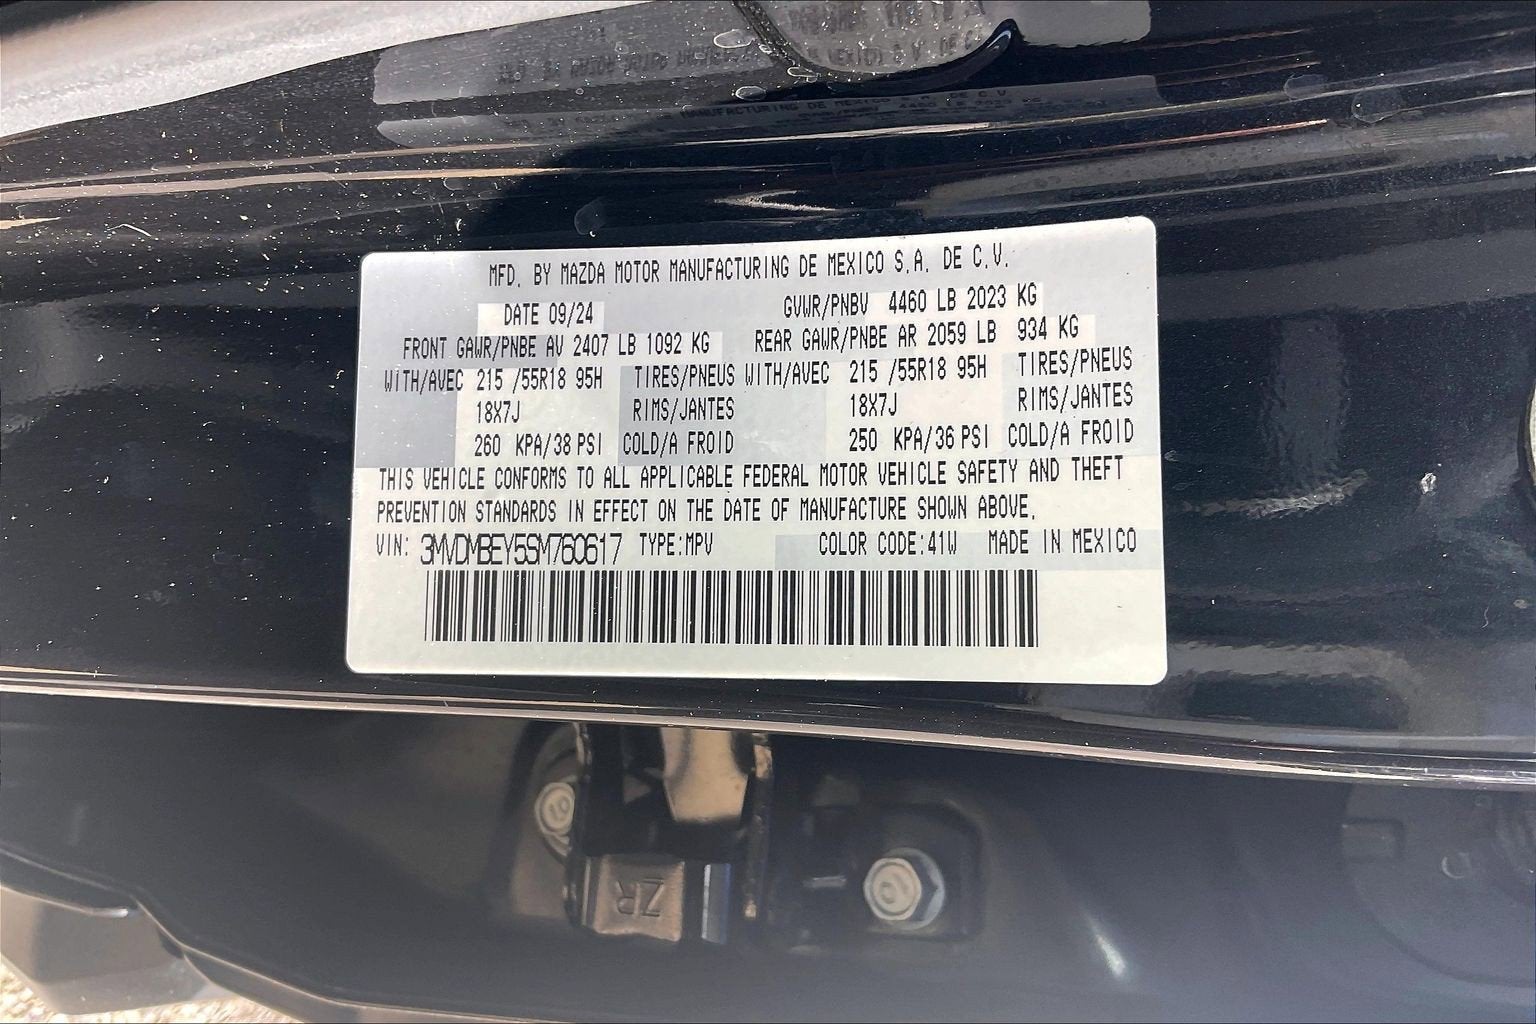 MFD. BY MAZDA MOTOR MANUFACTURING DE MEXICO S.A. DE C.V.
DATE 09/24 GVWR/PNBV 4460 LB 2023 KG
FRONT GAWR/PNBE AV 2407 LB 1092 KG REAR GAWR/PNBE AR 2059 LB 934 KG
WITH/AVEC 215 /55R18 95H TIRES/PNEUS WITH/AVEC 215 /55R18 95H TIRES/PNEUS
18X7J RIMS/JANTES 18X7J RIMS/JANTES
260 KPA/38 PSI COLD/A FROID 250 KPA/36 PSI COLD/A FROID
THIS VEHICLE CONFORMS TO ALL APPLICABLE FEDERAL MOTOR VEHICLE SAFETY AND THEFT
PREVENTION STANDARDS IN EFFECT ON THE DATE OF MANUFACTURE SHOWN ABOVE.
VIN: 3MVDMBEY5SM760617 TYPE:MPV COLOR CODE:41W MADE IN MEXICO
ZR